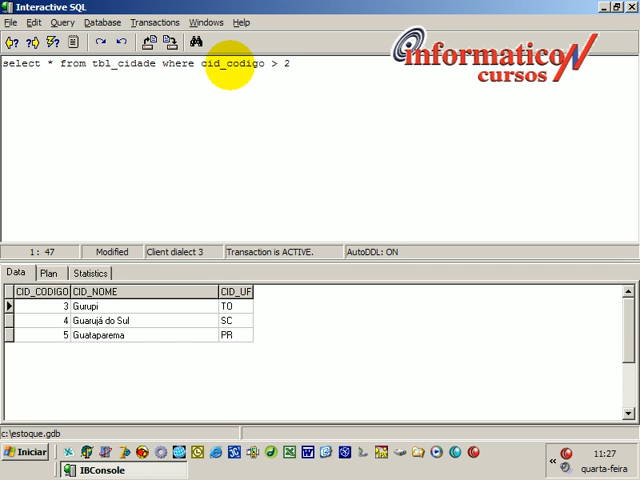 Interactive SQL
File Edit Query Database Transactions Windows Help
informaticon
cursos
select * from tbl_cidade where cid_codigo > 2
1 : 47 Modified Client dialect 3 Transaction is ACTIVE. AutoDDL: ON
Data Plan Statistics
CID_CODIGO CID_NOME CID_UF
3 Gurupi TO
4 Guarujá do Sul SC
5 Guataparema PR
c:\estoque.gdb
Iniciar 11:27
IBConsole quarta-feira